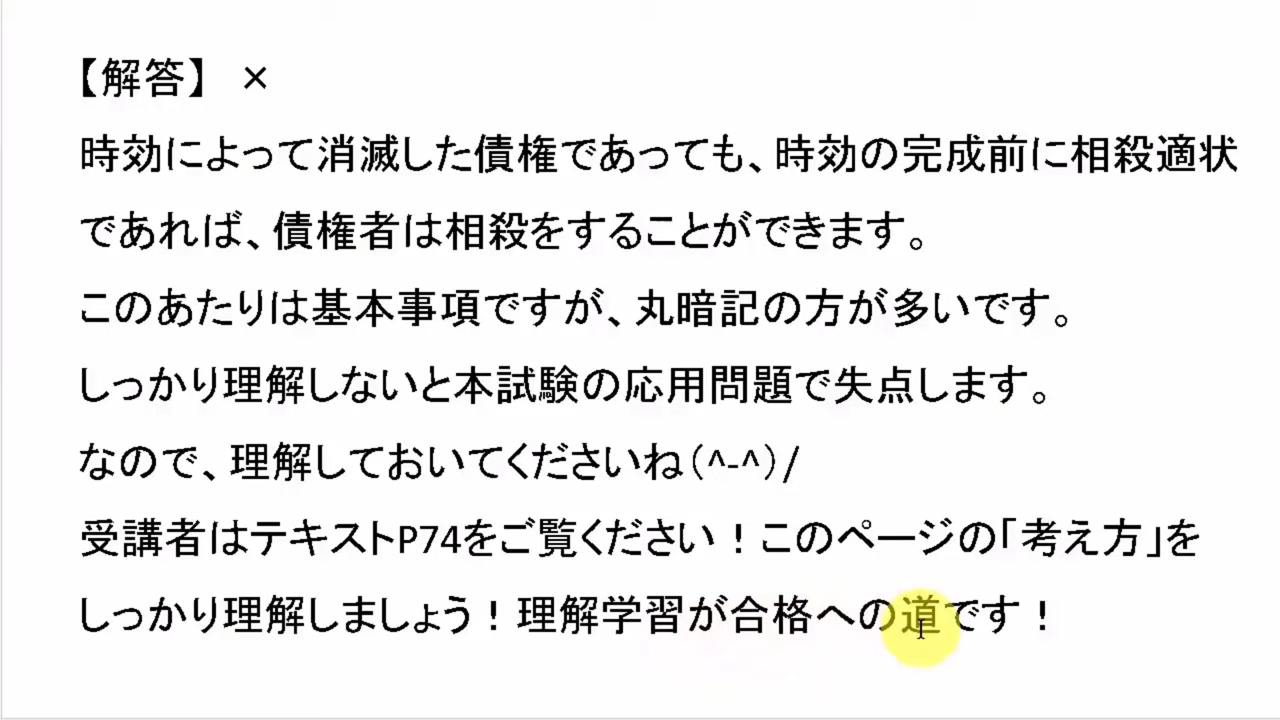 【解答】 ×
時効によって消滅した債権であっても、時効の完成前に相殺適状
であれば、債権者は相殺をすることができます。
このあたりは基本事項ですが、丸暗記の方が多いです。
しっかり理解しないと本試験の応用問題で失点します。
なので、理解しておいてくださいね(^-^)/
受講者はテキストP74をご覧ください！このページの「考え方」を
しっかり理解しましょう！理解学習が合格への道です！